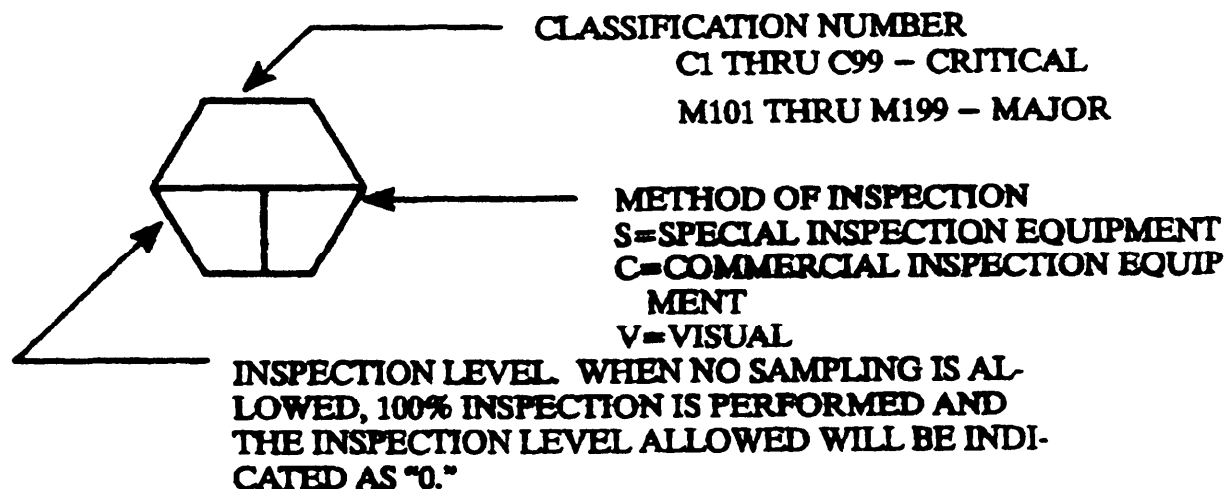 CLASSIFICATION NUMBER
C1 THRU C99 – CRITICAL
M101 THRU M199 – MAJOR
METHOD OF INSPECTION
S=SPECIAL INSPECTION EQUIPMENT
C=COMMERCIAL INSPECTION EQUIP
MENT
V=VISUAL
INSPECTION LEVEL. WHEN NO SAMPLING IS AL-
LOWED, 100% INSPECTION IS PERFORMED AND
THE INSPECTION LEVEL ALLOWED WILL BE INDI-
CATED AS "0."